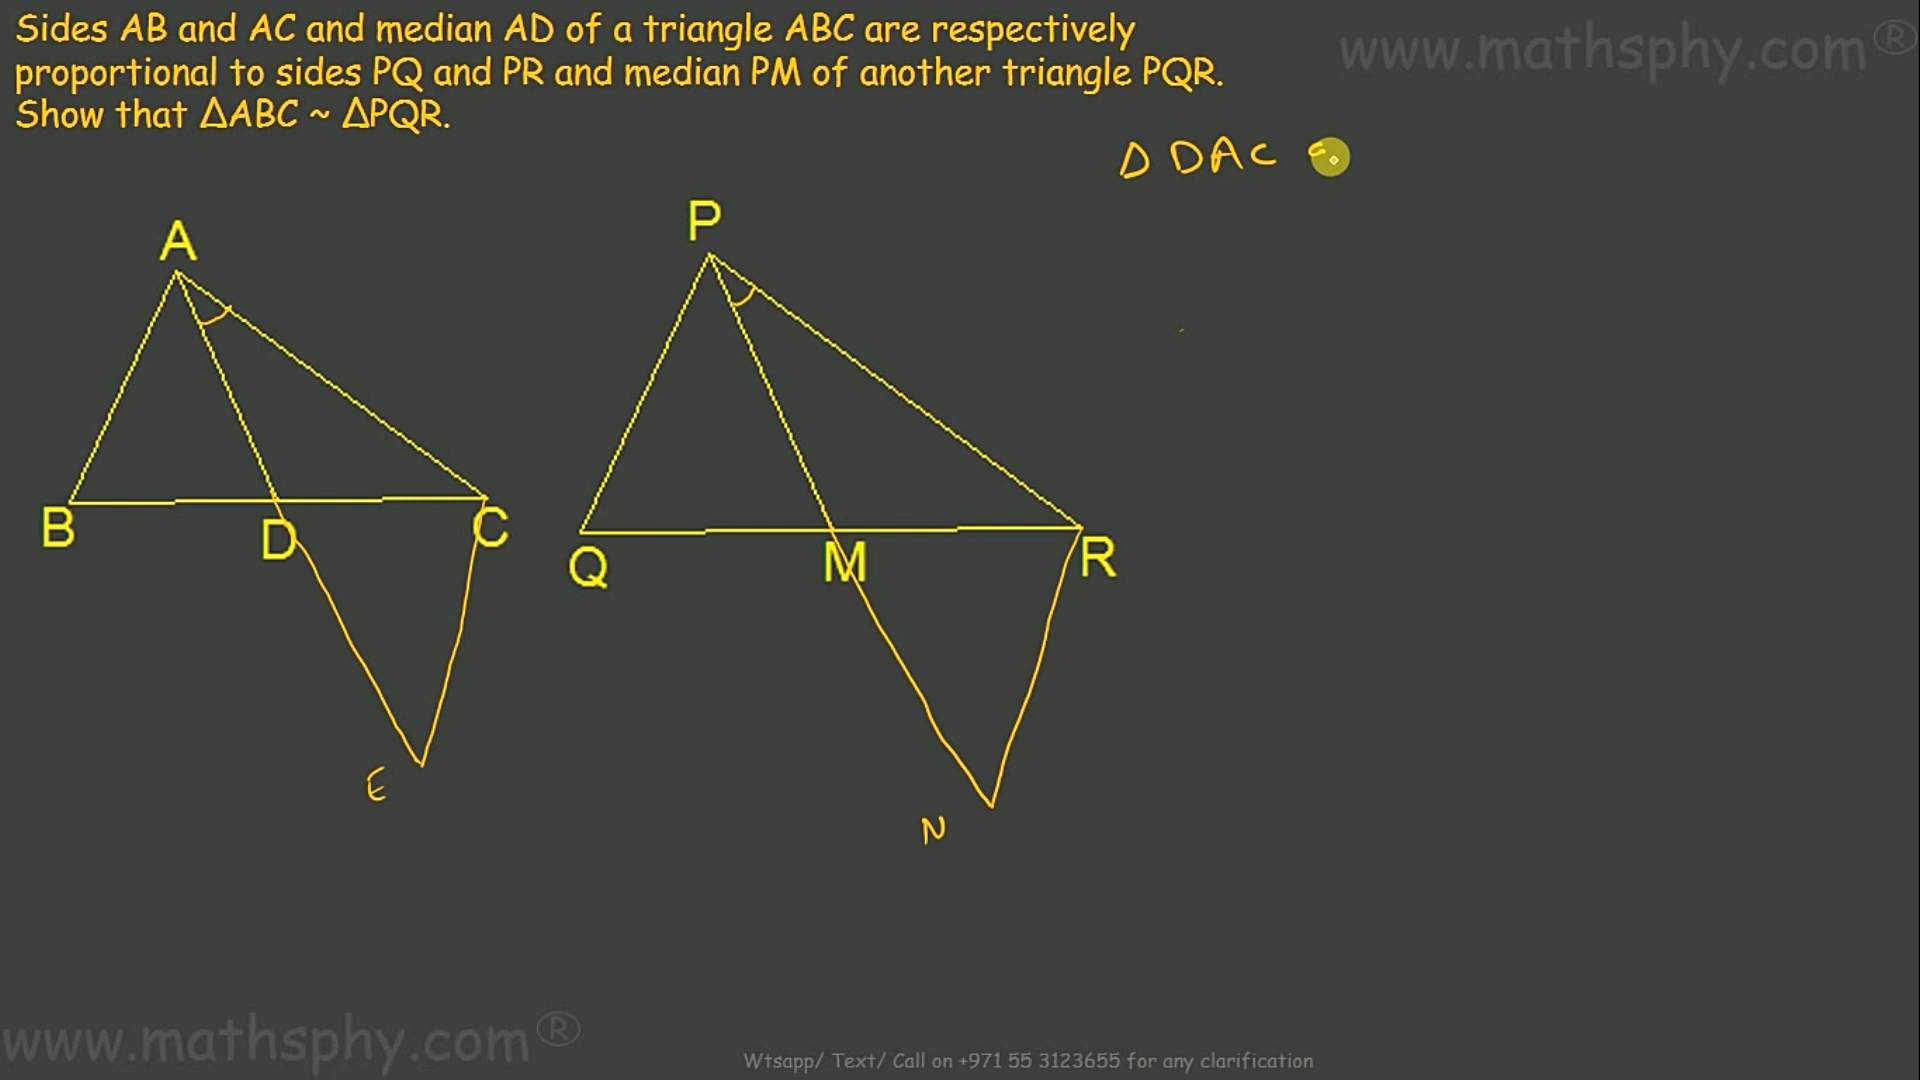 Sides AB and AC and median AD of a triangle ABC are respectively
proportional to sides PQ and PR and median PM of another triangle PQR.
Show that ΔABC ~ ΔPQR.
www.mathsphy.com®
Δ DAC
A
P
B
D
C
Q
M
R
E
N
www.mathsphy.com®
Wtsapp/ Text/ Call on +971 55 3123655 for any clarification